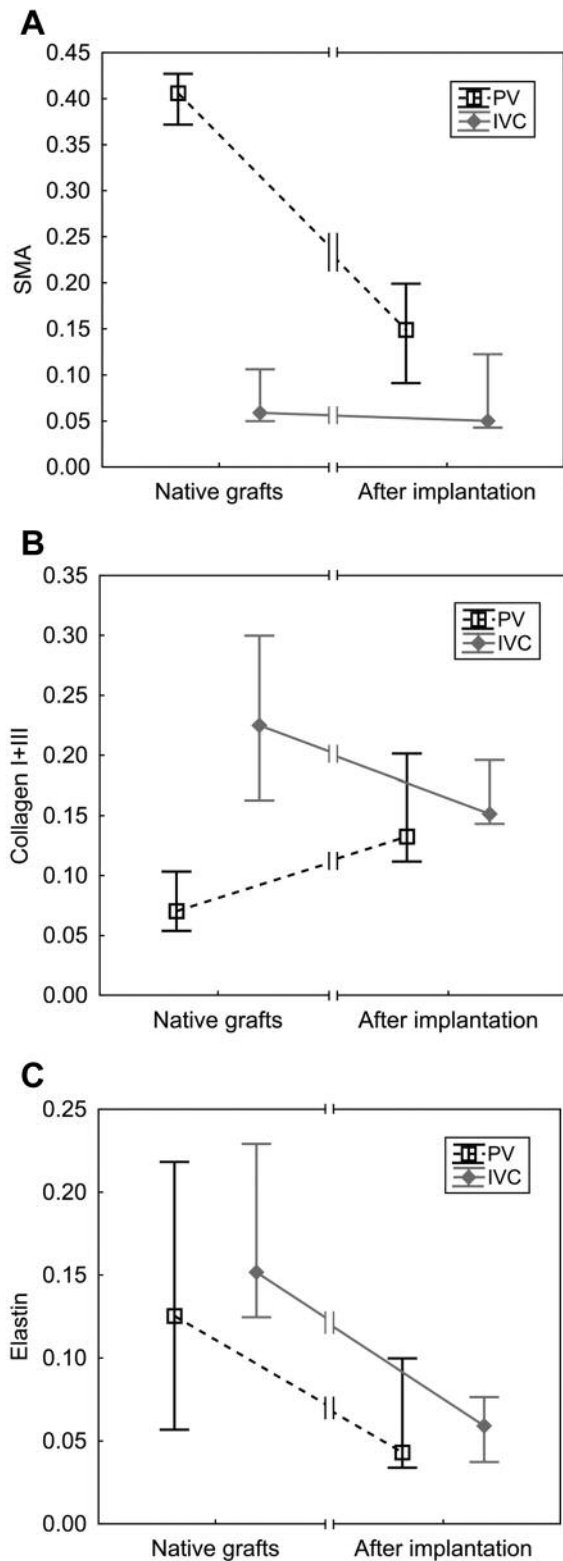 A
0.45
0.40
0.35
0.30
0.25
0.20
0.15
0.10
0.05
0.00
SMA
PV
IVC
Native grafts After implantation
B
0.35
0.30
0.25
0.20
0.15
0.10
0.05
0.00
Collagen I+III
PV
IVC
Native grafts After implantation
C
0.25
0.20
0.15
0.10
0.05
0.00
Elastin
PV
IVC
Native grafts After implantation